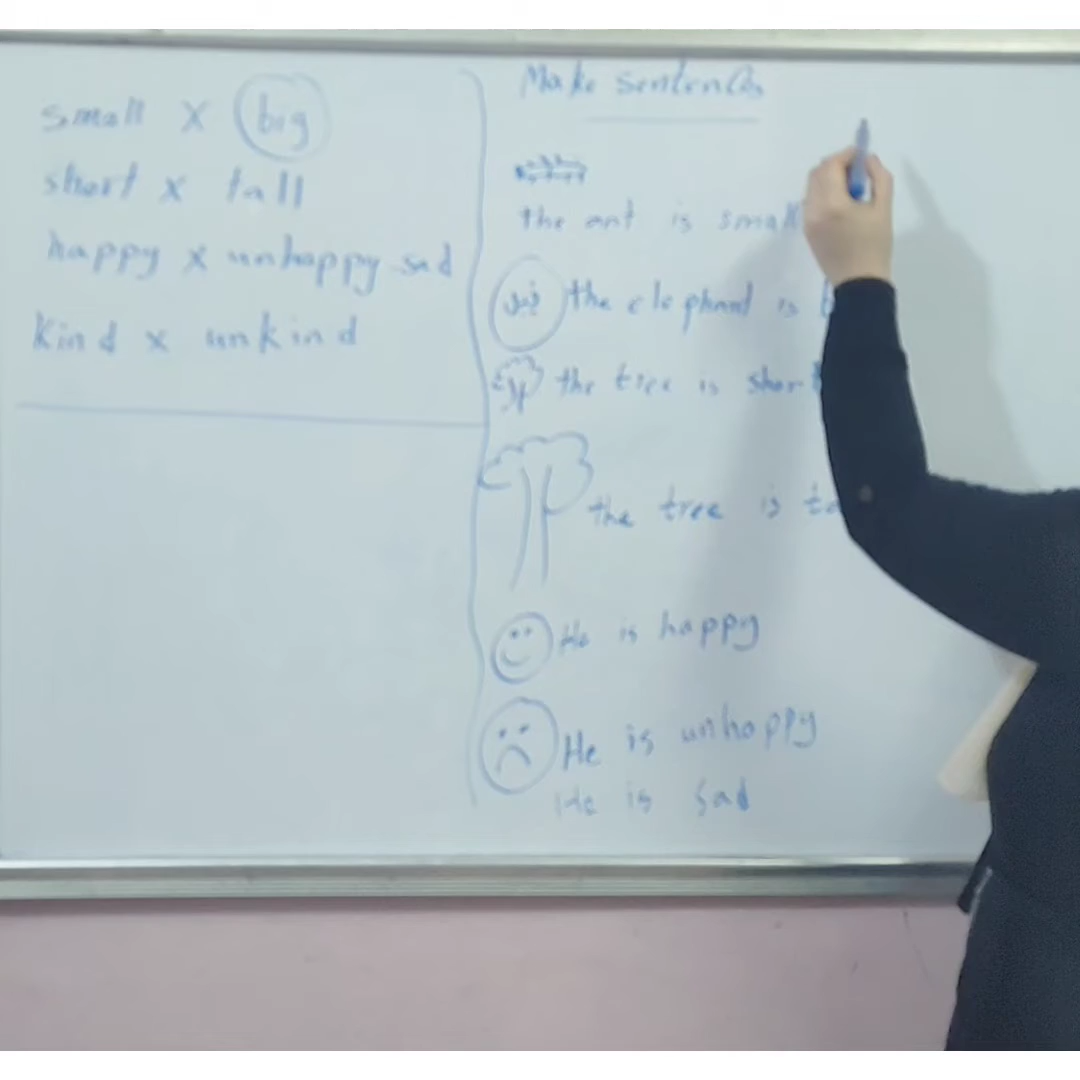 small x big
short x tall
happy x unhappy sad
kind x unkind
Make sentences
the ant is small
فيل the elephant is b
the tree is short
the tree is ta
He is happy
He is unhappy
He is sad